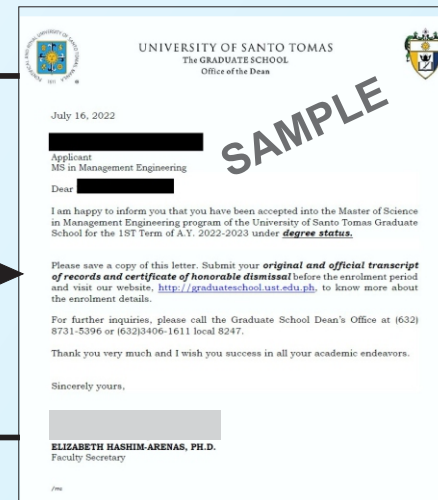 UNIVERSITY OF SANTO TOMAS
The GRADUATE SCHOOL
Office of the Dean
SAMPLE
July 16, 2022
Applicant
MS in Management Engineering
Dear
I am happy to inform you that you have been accepted into the Master of Science
in Management Engineering program of the University of Santo Tomas Graduate
School for the 1ST Term of A.Y. 2022-2023 under degree status.
Please save a copy of this letter. Submit your original and official transcript
of records and certificate of honorable dismissal before the enrolment period
and visit our website, http://graduateschool.ust.edu.ph, to know more about
the enrolment details.
For further inquiries, please call the Graduate School Dean's Office at (632)
8731-5396 or (632)3406-1611 local 8247.
Thank you very much and I wish you success in all your academic endeavors.
Sincerely yours,
ELIZABETH HASHIM-ARENAS, PH.D.
Faculty Secretary